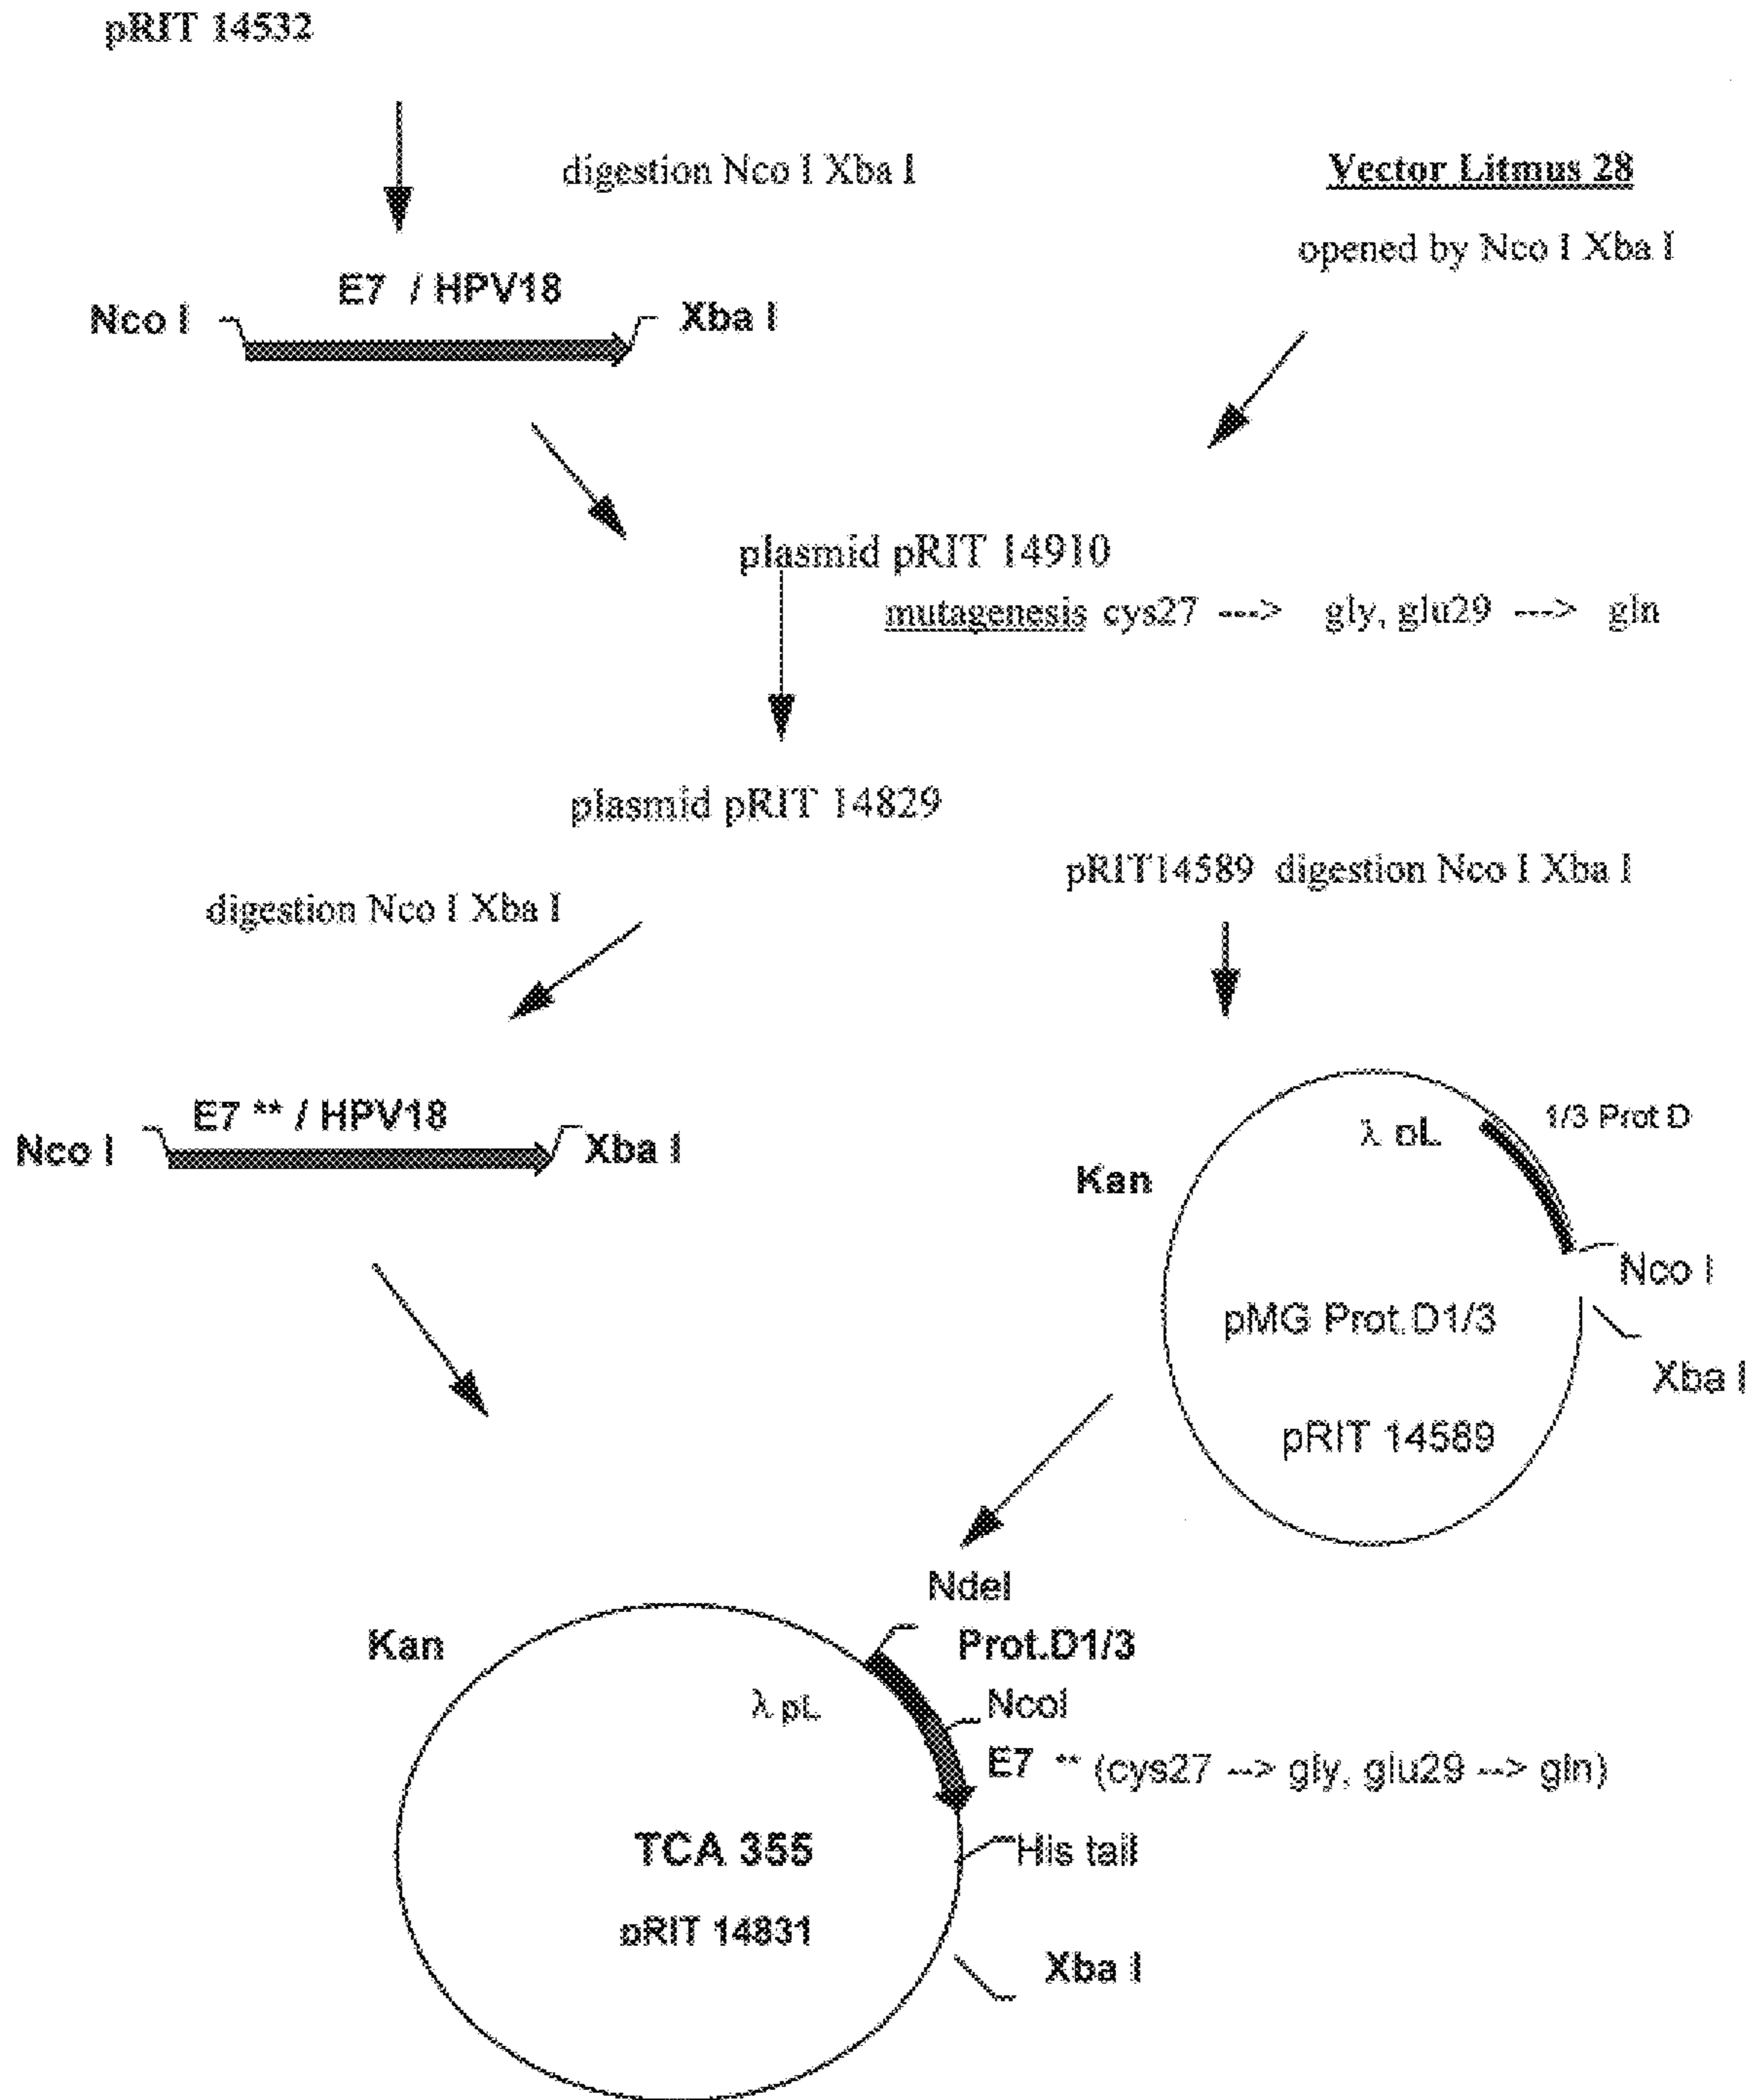 pRIT 14532
digestion Nco I Xba I
Vector Litmus 28
opened by Nco I Xba I
E7 / HPV18
Nco I
Xba I
plasmid pRIT 14910
mutagenesis cys27 ---> gly, glu29 ---> gln
plasmid pRIT 14829
pRIT14589 digestion Nco I Xba I
digestion Nco I Xba I
E7 ** / HPV18
Nco I
Xba I
λ pL
1/3 Prot D
Kan
Nco I
pMG Prot.D1/3
Xba I
pRIT 14589
NdeI
Kan
Prot.D1/3
λ pL
NcoI
E7 ** (cys27 --> gly, glu29 --> gln)
TCA 355
His tail
pRIT 14831
Xba I